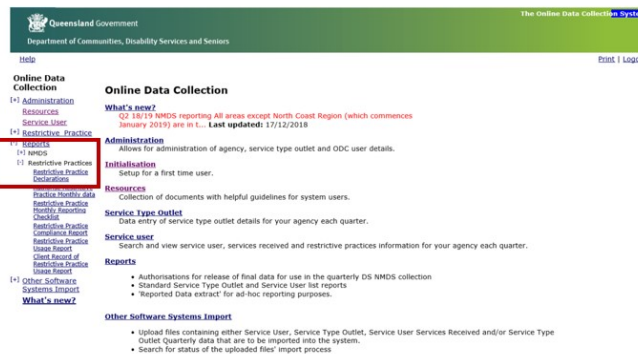 The Online Data Collection Syste
Queensland Government
Department of Communities, Disability Services and Seniors
Help
Print | Logo
Online Data
Collection
[+] Administration
Resources
Service User
[+] Restrictive Practice
[-] Reports
[+] NMDS
[-] Restrictive Practices
Restrictive Practice
Declarations
Practice Monthly data
Restrictive Practice
Monthly Reporting
Checklist
Restrictive Practice
Compliance Report
Restrictive Practice
Usage Report
Client Record of
Restrictive Practice
Usage Report
[+] Other Software
Systems Import
What's new?
Online Data Collection
What's new?
Q2 18/19 NMDS reporting All areas except North Coast Region (which commences
January 2019) are in t... Last updated: 17/12/2018
Administration
Allows for administration of agency, service type outlet and ODC user details.
Initialisation
Setup for a first time user.
Resources
Collection of documents with helpful guidelines for system users.
Service Type Outlet
Data entry of service type outlet details for your agency each quarter.
Service user
Search and view service user, services received and restrictive practices information for your agency each quarter.
Reports
• Authorisations for release of final data for use in the quarterly DS NMDS collection
• Standard Service Type Outlet and Service User list reports
• 'Reported Data extract' for ad-hoc reporting purposes.
Other Software Systems Import
• Upload files containing either Service User, Service Type Outlet, Service User Services Received and/or Service Type
Outlet Quarterly data that are to be imported into the system.
• Search for status of the uploaded files' import process